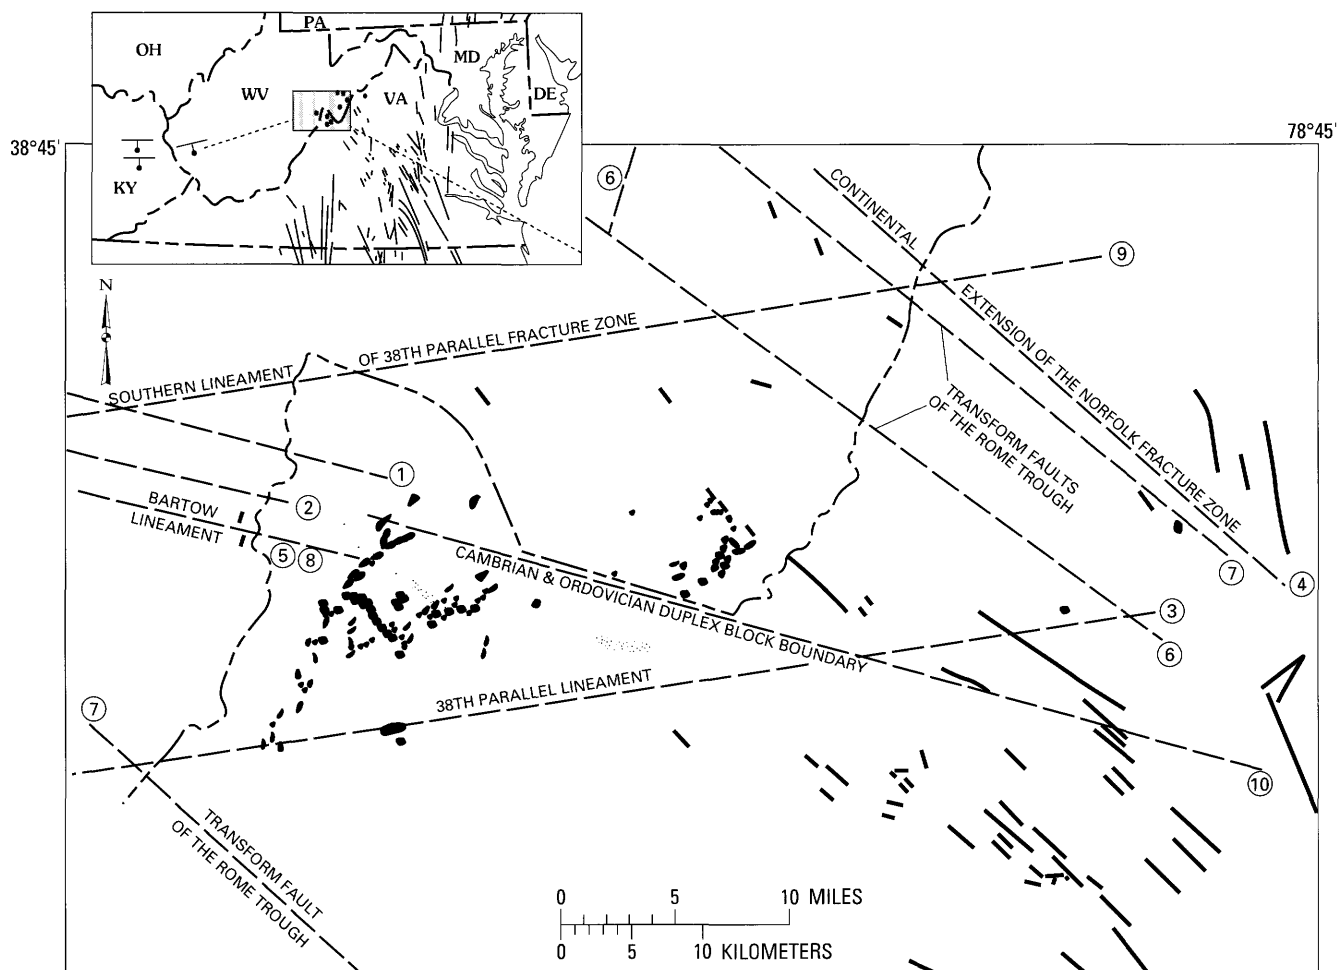 PA
OH
MD
WV
VA
DE
KY
38°45'
78°45'
N
6
CONTINENTAL
EXTENSION OF THE NORFOLK FRACTURE ZONE
9
SOUTHERN LINEAMENT
OF 38TH PARALLEL FRACTURE ZONE
TRANSFORM FAULTS
OF THE ROME TROUGH
1
2
BARTOW
LINEAMENT
5
8
CAMBRIAN & ORDOVICIAN DUPLEX BLOCK BOUNDARY
7
4
3
6
38TH PARALLEL LINEAMENT
7
10
TRANSFORM FAULT
OF THE ROME TROUGH
0 5 10 MILES
0 5 10 KILOMETERS